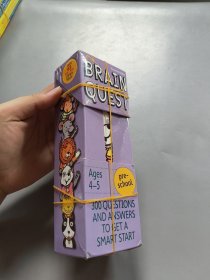 BRAIN
QUEST
Ages
4-5
pre-
school
300 QUESTIONS
AND ANSWERS
TO GET A
SMART START